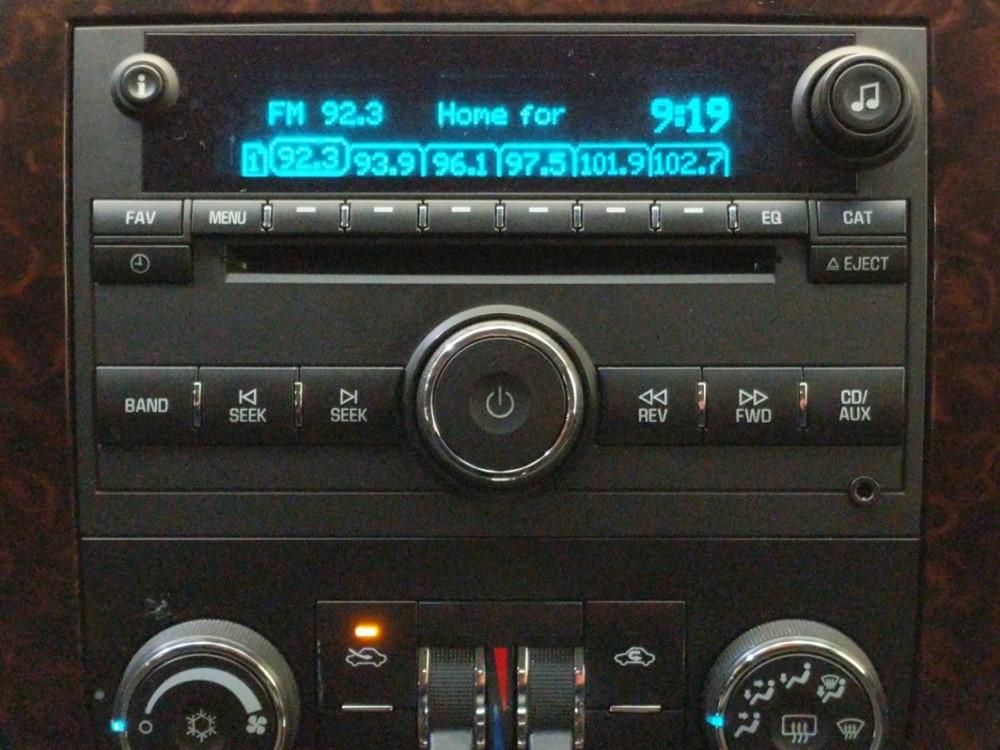 i
FM 92.3 Home for 9:19
1 92.3 93.9 96.1 97.5 101.9 102.7
FAV MENU EQ CAT
EJECT
BAND SEEK SEEK REV FWD CD/
AUX